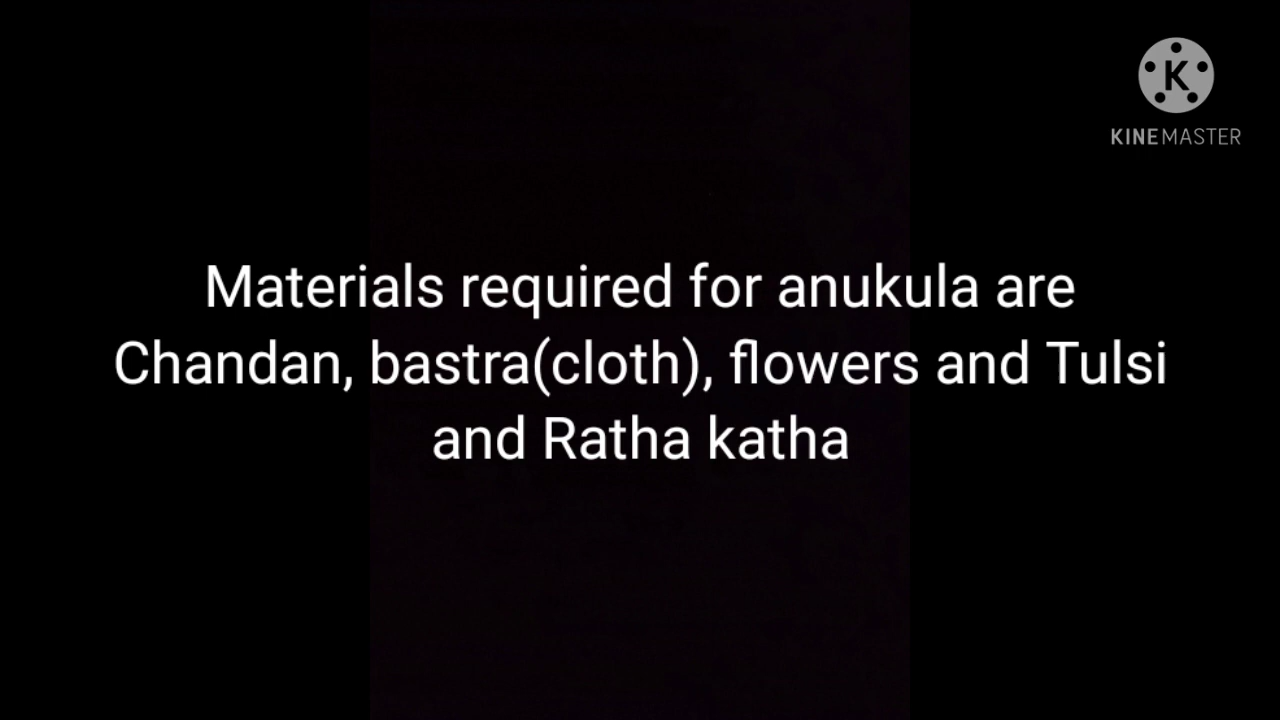 K
KINEMASTER
Materials required for anukula are
Chandan, bastra(cloth), flowers and Tulsi
and Ratha katha